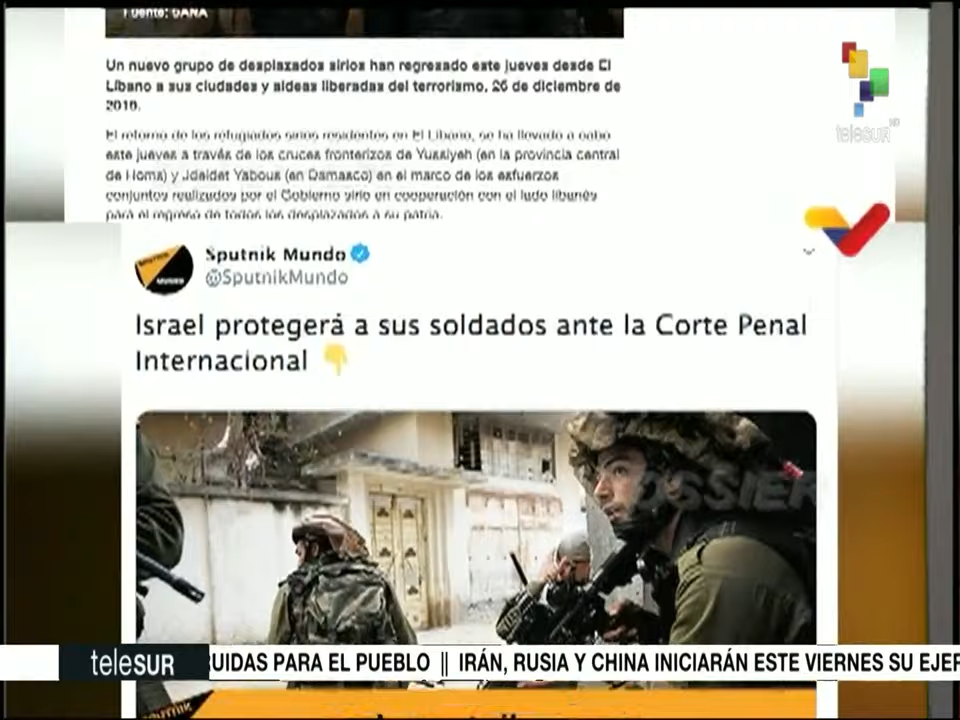 Fuente: SANA
Un nuevo grupo de desplazados sirios han regresado este jueves desde El
Líbano a sus ciudades y aldeas liberadas del terrorismo, 26 de diciembre de
2019.
El retorno de los refugiados sirios residentes en El Líbano, se ha llevado a cabo
este jueves a través de los cruces fronterizos de Yussiyeh (en la provincia central
de Homs) y Jdeidet Yabous (en Damasco) en el marco de los esfuerzos
conjuntos realizados por el Gobierno sirio en cooperación con el lado libanés
para el regreso de todos los desplazados a su patria.
teleSUR HD
Sputnik Mundo
@SputnikMundo
Israel protegerá a sus soldados ante la Corte Penal
Internacional 👇
OSSIER
teleSUR
RUIDAS PARA EL PUEBLO || IRÁN, RUSIA Y CHINA INICIARÁN ESTE VIERNES SU EJER